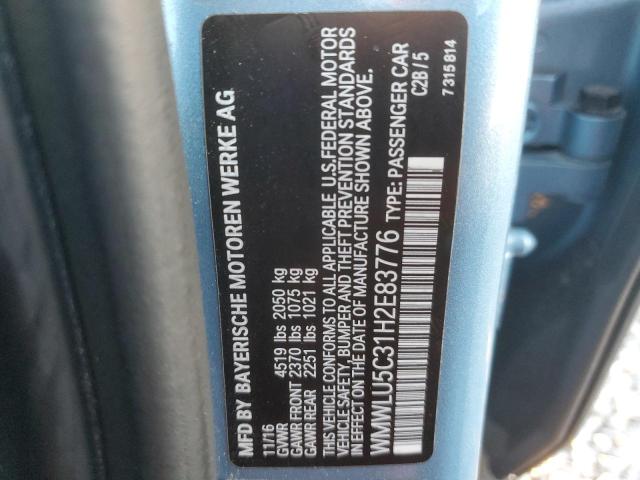 MFD BY BAYERISCHE MOTOREN WERKE AG
11/16
GVWR 4519 lbs 2050 kg
GAWR FRONT 2370 lbs 1075 kg
GAWR REAR 2251 lbs 1021 kg
THIS VEHICLE CONFORMS TO ALL APPLICABLE U.S.FEDERAL MOTOR
VEHICLE SAFETY, BUMPER AND THEFT PREVENTION STANDARDS
IN EFFECT ON DATE OF MANUFACTURE SHOWN ABOVE.
WMWLU5C31H2E83776 TYPE: PASSENGER CAR
C2B / 5
7 315 814